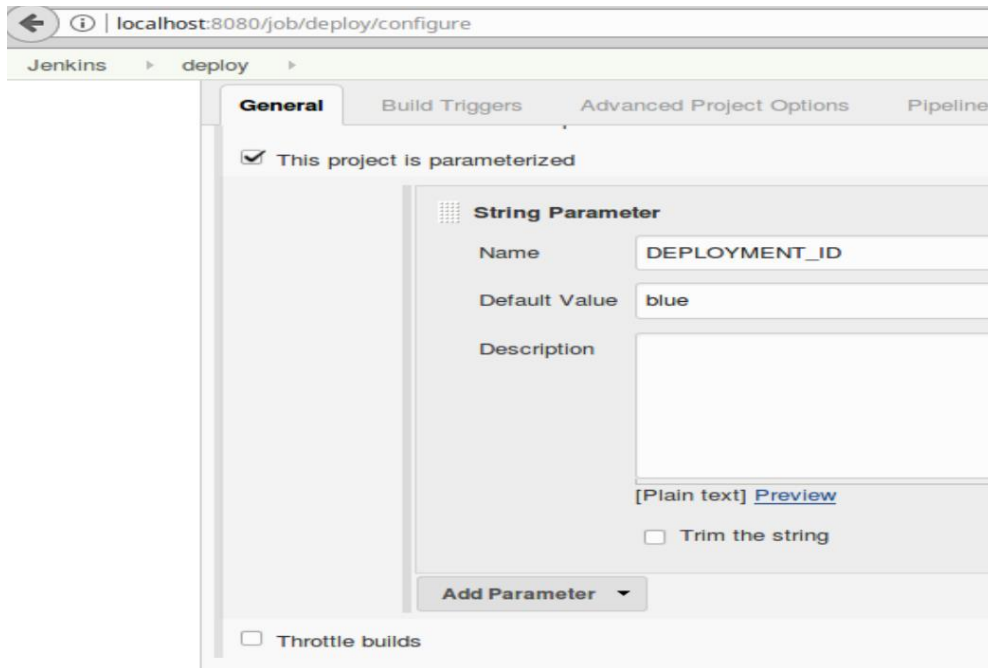 localhost:8080/job/deploy/configure
Jenkins deploy
General Build Triggers Advanced Project Options Pipeline
This project is parameterized
String Parameter
Name DEPLOYMENT_ID
Default Value blue
Description
[Plain text] Preview
Trim the string
Add Parameter
Throttle builds